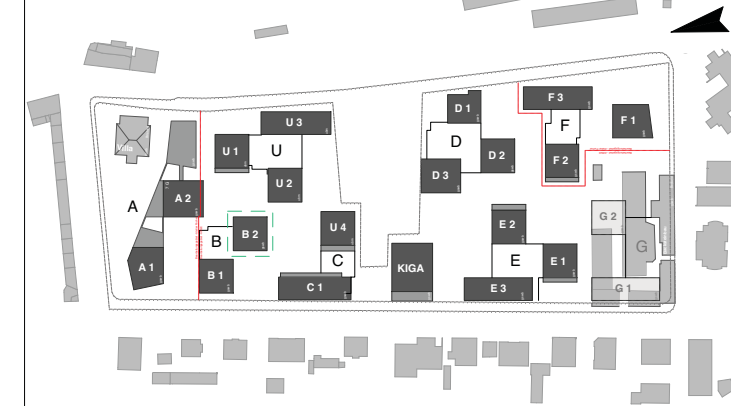 F 3
D 1
F 1
U 3
F
D
U 1
U
D 2
F 2
Villa
D 3
U 2
A 2
A
G 2
U 4
E 2
B 2
B
G
C
E
E 1
A 1
B 1
KIGA
C 1
E 3
G 1